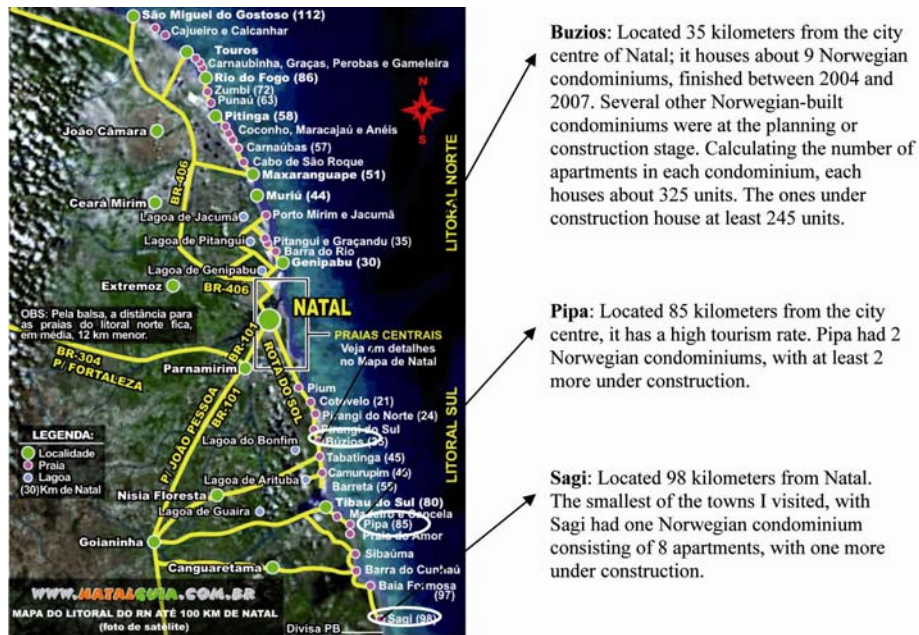 São Miguel do Gostoso (112)
Cajueiro e Calcanhar
Touros
Carnaubinha, Graças, Perobas e Gameleira
Rio do Fogo (86)
Zumbi (72)
Punaú (63)
Pitinga (58)
Coconho, Maracajaú e Anéis
João Câmara
Carnaúbas (57)
Cabo de São Roque
BR-406
Maxaranguape (51)
Muriú (44)
Ceará Mirim
Lagoa de Jacumã
Porto Mirim e Jacumã
Lagoa de Pitangui
Pitangui e Graçandu (35)
Barra do Rio
Lagoa de Genipabu
Genipabu (30)
Extremoz
BR-406
N
S
LITORAL NORTE
OBS: Pela balsa, a distância para
as praias do litoral norte fica,
em média, 12 km menor.
NATAL
PRAIAS CENTRAIS
Veja em detalhes
no Mapa de Natal
BR-101
ROTA DO SOL
BR-304
P/ FORTALEZA
Parnamirim
P/ JOÃO PESSOA
BR-101
LITORAL SUL
Pium
Cotovelo (21)
Pirangi do Norte (24)
Pirangi do Sul
Búzios (35)
Lagoa do Bonfim
Tabatinga (45)
Camurupim (46)
Lagoa de Arituba
Barreta (55)
LEGENDA:
Localidade
Praia
Lagoa
(30)Km de Natal
Nísia Floresta
Tibau do Sul (80)
Lagoa de Guaíra
Madeiro e Cancela
Pipa (85)
Praia do Amor
Goianinha
Sibaúma
Canguaretama
Barra do Cunhaú
Baía Formosa
(97)
WWW.NATALGUIA.COM.BR
MAPA DO LITORAL DO RN ATÉ 100 KM DE NATAL
(foto de satélite)
Sagi (98)
Divisa PB
Buzios: Located 35 kilometers from the city
centre of Natal; it houses about 9 Norwegian
condominiums, finished between 2004 and
2007. Several other Norwegian-built
condominiums were at the planning or
construction stage. Calculating the number of
apartments in each condominium, each
houses about 325 units. The ones under
construction house at least 245 units.
Pipa: Located 85 kilometers from the city
centre, it has a high tourism rate. Pipa had 2
Norwegian condominiums, with at least 2
more under construction.
Sagi: Located 98 kilometers from Natal.
The smallest of the towns I visited, with
Sagi had one Norwegian condominium
consisting of 8 apartments, with one more
under construction.